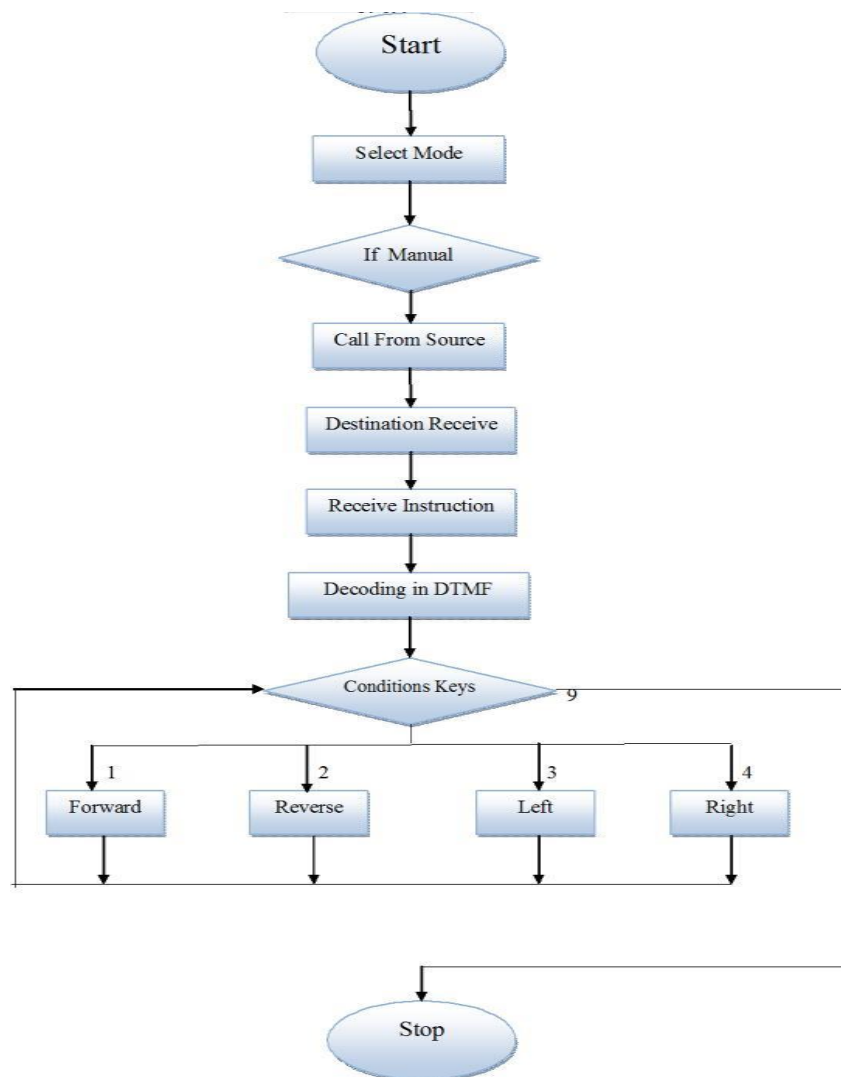 Start
Select Mode
If Manual
Call From Source
Destination Receive
Receive Instruction
Decoding in DTMF
Conditions Keys
9
1
2
3
4
Forward
Reverse
Left
Right
Stop